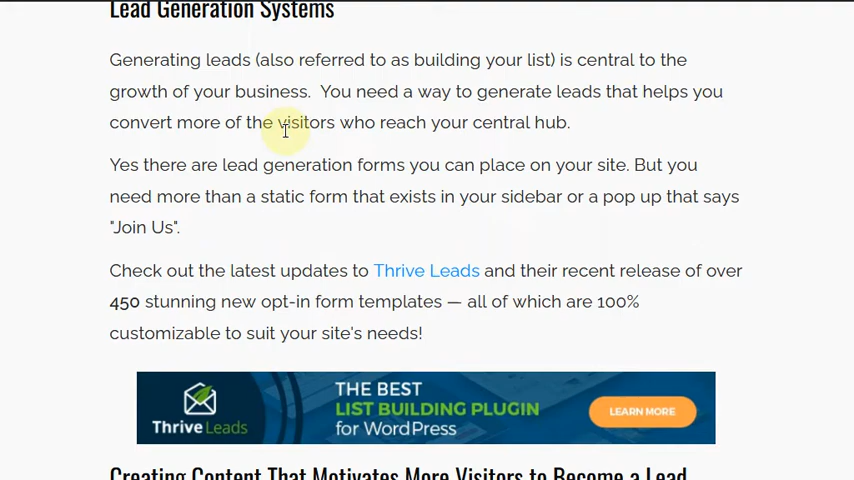 Lead Generation Systems
Generating leads (also referred to as building your list) is central to the
growth of your business.  You need a way to generate leads that helps you
convert more of the visitors who reach your central hub.
Yes there are lead generation forms you can place on your site. But you
need more than a static form that exists in your sidebar or a pop up that says
"Join Us".
Check out the latest updates to Thrive Leads and their recent release of over
450 stunning new opt-in form templates — all of which are 100%
customizable to suit your site's needs!
THE BEST
LIST BUILDING PLUGIN
for WordPress
Thrive Leads
LEARN MORE
Creating Content That Motivates More Visitors to Become a Lead